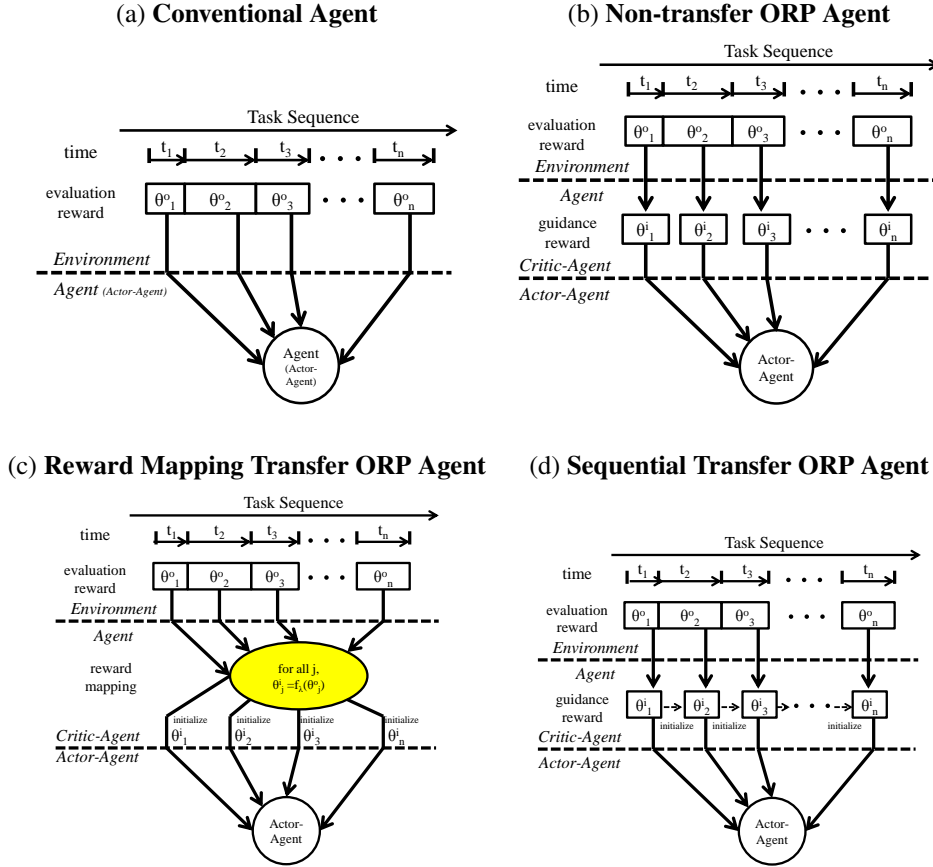 (a) Conventional Agent
Task Sequence
time t₁ t₂ t₃ · · · tₙ
evaluation reward θᵒ₁ θᵒ₂ θᵒ₃ · · · θᵒₙ
Environment
Agent (Actor-Agent)
Agent
(Actor-
Agent)
(b) Non-transfer ORP Agent
Task Sequence
time t₁ t₂ t₃ · · · tₙ
evaluation reward θᵒ₁ θᵒ₂ θᵒ₃ · · · θᵒₙ
Environment
Agent
guidance reward θⁱ₁ θⁱ₂ θⁱ₃ · · · θⁱₙ
Critic-Agent
Actor-Agent
Actor-
Agent
(c) Reward Mapping Transfer ORP Agent
Task Sequence
time t₁ t₂ t₃ · · · tₙ
evaluation reward θᵒ₁ θᵒ₂ θᵒ₃ · · · θᵒₙ
Environment
Agent
reward mapping
for all j,
θⁱⱼ=f_λ(θᵒⱼ)
initialize initialize initialize initialize
Critic-Agent θⁱ₁ θⁱ₂ θⁱ₃ θⁱₙ
Actor-Agent
Actor-
Agent
(d) Sequential Transfer ORP Agent
Task Sequence
time t₁ t₂ t₃ · · · tₙ
evaluation reward θᵒ₁ θᵒ₂ θᵒ₃ · · · θᵒₙ
Environment
Agent
guidance reward θⁱ₁ θⁱ₂ θⁱ₃ · · · θⁱₙ
initialize initialize initialize
Critic-Agent
Actor-Agent
Actor-
Agent